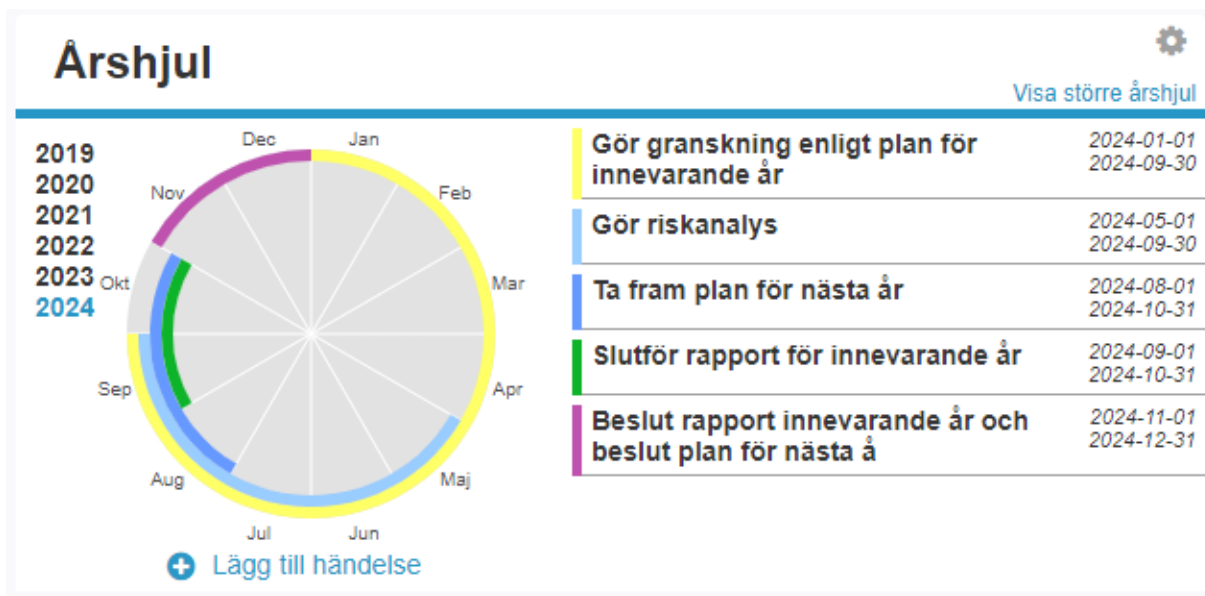 Årshjul
Visa större årshjul
2019
2020
2021
2022
2023
2024
Dec
Jan
Nov
Feb
Okt
Mar
Sep
Apr
Aug
Maj
Jul
Jun
Lägg till händelse
Gör granskning enligt plan för
innevarande år
2024-01-01
2024-09-30
Gör riskanalys
2024-05-01
2024-09-30
Ta fram plan för nästa år
2024-08-01
2024-10-31
Slutför rapport för innevarande år
2024-09-01
2024-10-31
Beslut rapport innevarande år och
beslut plan för nästa å
2024-11-01
2024-12-31